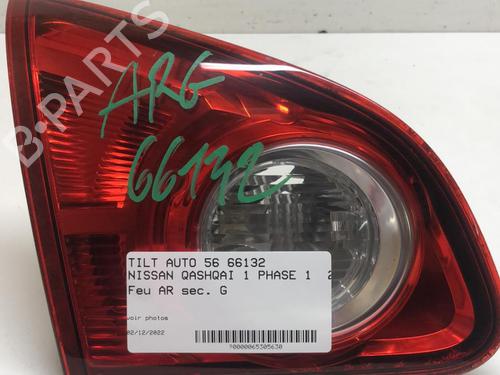 B-PARTS
ARG
66132
TILT AUTO 56 66132
NISSAN QASHQAI 1 PHASE 1 2
Feu AR sec. G
voir photos
02/12/2022